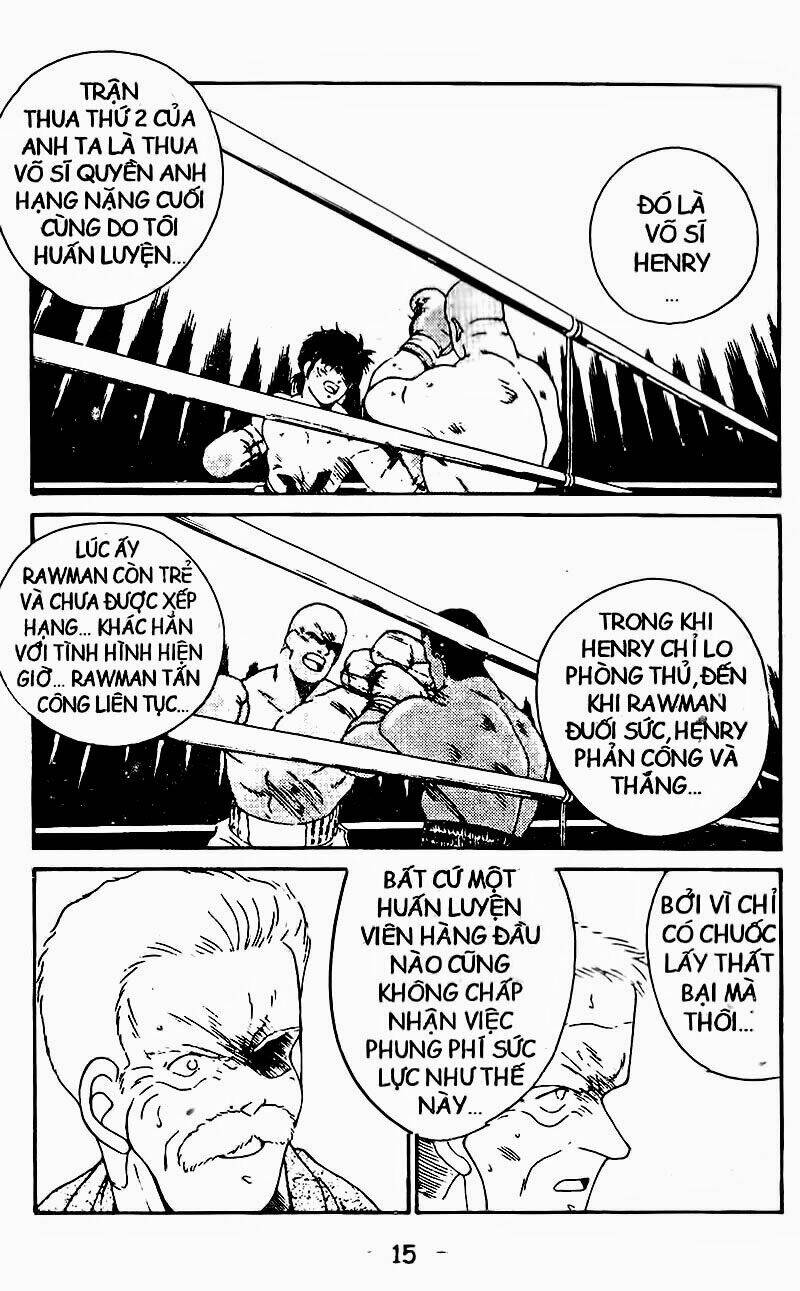 TRẬN
THUA THỨ 2 CỦA
ANH TA LÀ THUA
VÕ SĨ QUYỀN ANH
HẠNG NẶNG CUỐI
CÙNG DO TÔI
HUẤN LUYỆN...
ĐÓ LÀ
VÕ SĨ
HENRY
...
LÚC ẤY
RAWMAN CÒN TRẺ
VÀ CHƯA ĐƯỢC XẾP
HẠNG... KHÁC HẲN
VỚI TÌNH HÌNH HIỆN
GIỜ... RAWMAN TẤN
CÔNG LIÊN TỤC...
TRONG KHI
HENRY CHỈ LO
PHÒNG THỦ, ĐẾN
KHI RAWMAN
ĐUỐI SỨC, HENRY
PHẢN CÔNG VÀ
THẮNG...
BẤT CỨ MỘT
HUẤN LUYỆN
VIÊN HÀNG ĐẦU
NÀO CŨNG
KHÔNG CHẤP
NHẬN VIỆC
PHUNG PHÍ SỨC
LỰC NHƯ THẾ
NÀY...
BỞI VÌ CHỈ
CÓ CHUỐC
LẤY THẤT
BẠI MÀ
THÔI...
- 15 -